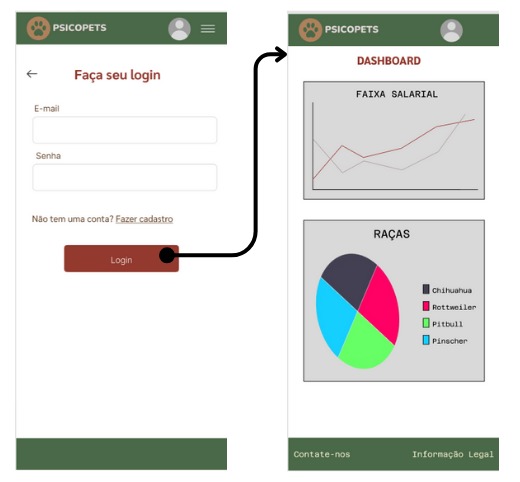 PSICOPETS
Faça seu login
E-mail
Senha
Não tem uma conta? Fazer cadastro
Login
PSICOPETS
DASHBOARD
FAIXA SALARIAL
RAÇAS
Chihuahua
Rottweiler
Pitbull
Pinscher
Contate-nos
Informação Legal